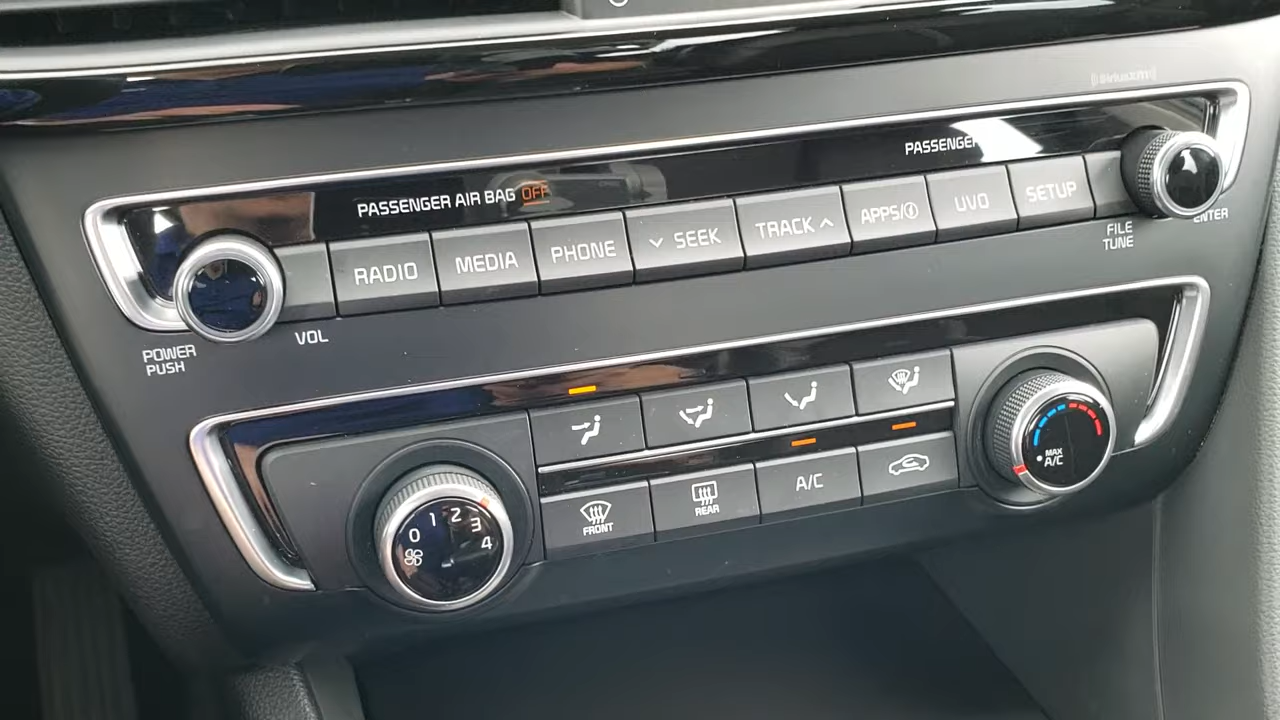 ((SiriusXM))
PASSENGER
PASSENGER AIR BAG OFF
RADIO
MEDIA
PHONE
SEEK
TRACK
APPS/i
UVO
SETUP
POWER
PUSH
VOL
FILE
TUNE
ENTER
0 1 2 3 4
FRONT
REAR
A/C
MAX
A/C